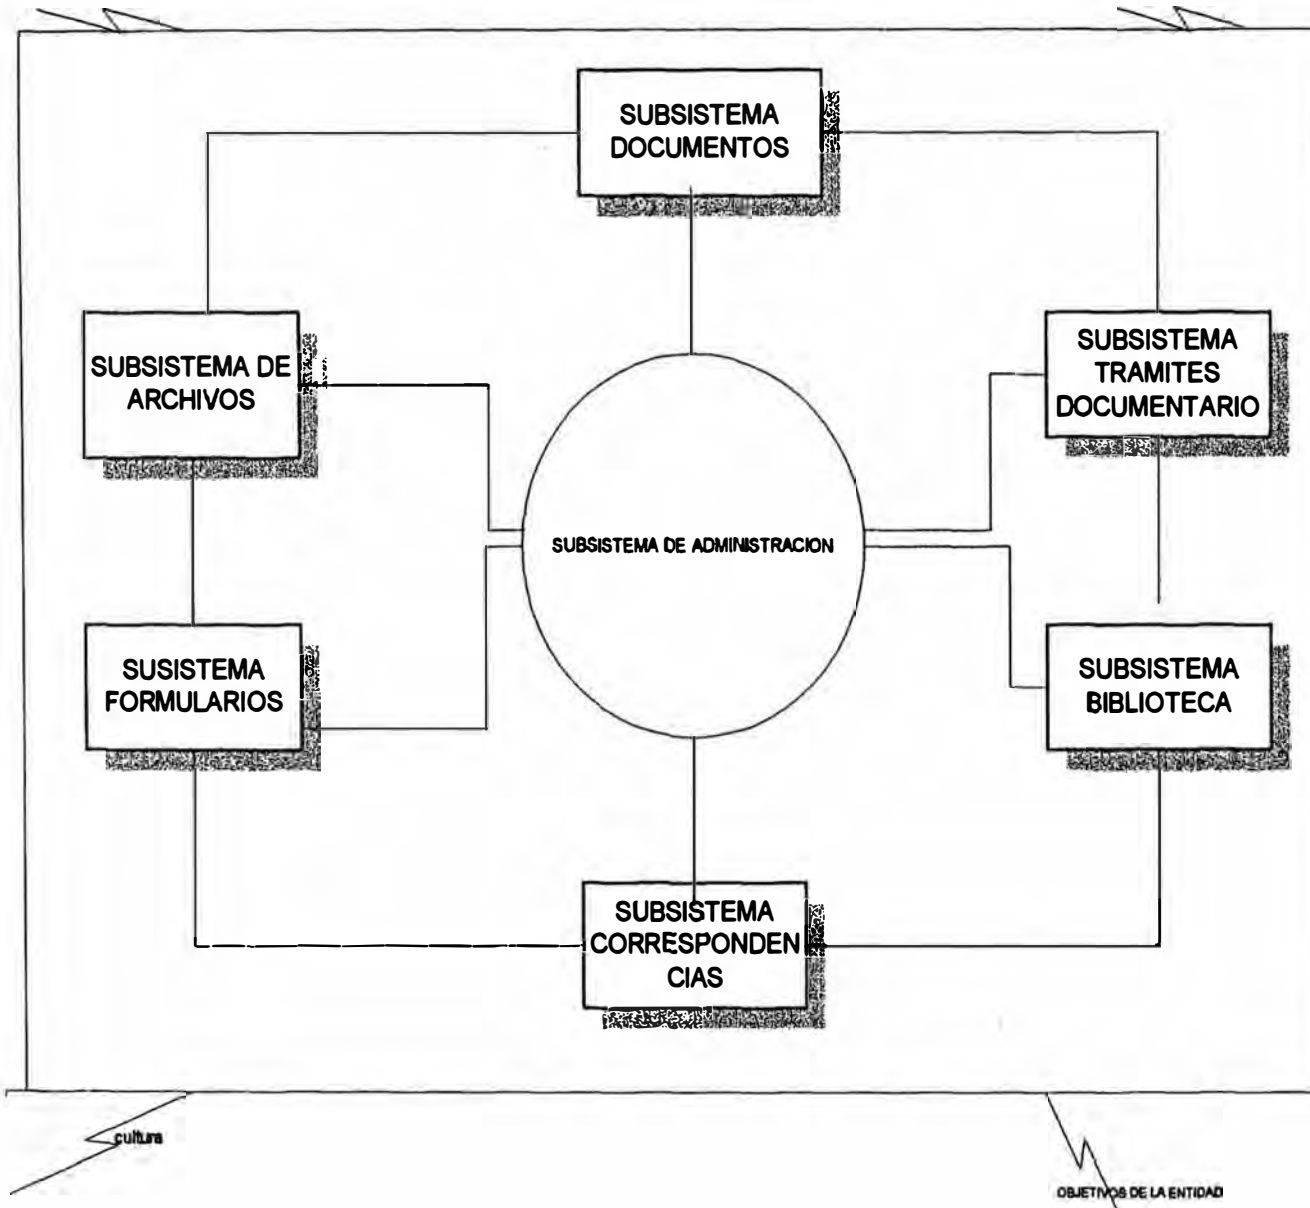 SUBSISTEMA
DOCUMENTOS
SUBSISTEMA DE
ARCHIVOS
SUBSISTEMA
TRAMITES
DOCUMENTARIO
SUBSISTEMA DE ADMINISTRACION
SUSISTEMA
FORMULARIOS
SUBSISTEMA
BIBLIOTECA
SUBSISTEMA
CORRESPONDEN
CIAS
cultura
OBJETIVOS DE LA ENTIDAD